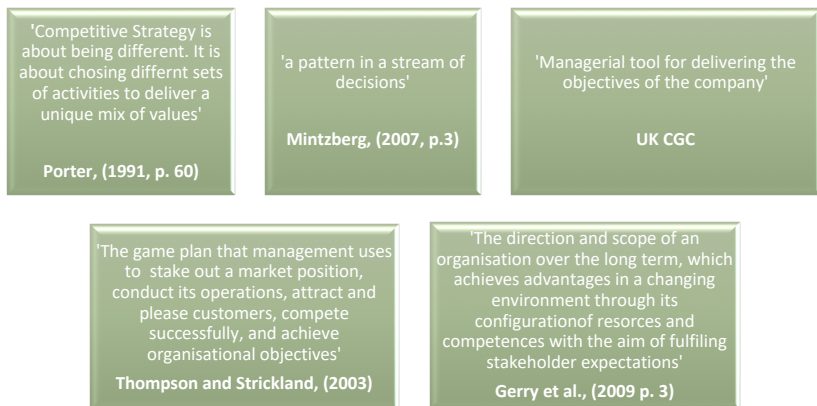 'Competitive Strategy is
about being different. It is
about chosing differnt sets
of activities to deliver a
unique mix of values'
Porter, (1991, p. 60)
'a pattern in a stream of
decisions'
Mintzberg, (2007, p.3)
'Managerial tool for delivering the
objectives of the company'
UK CGC
'The game plan that management uses
to stake out a market position,
conduct its operations, attract and
please customers, compete
successfully, and achieve
organisational objectives'
Thompson and Strickland, (2003)
'The direction and scope of an
organisation over the long term, which
achieves advantages in a changing
environment through its
configurationof resorces and
competences with the aim of fulfiling
stakeholder expectations'
Gerry et al., (2009 p. 3)